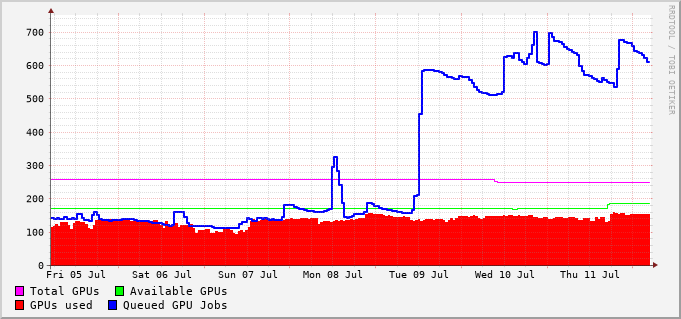 RRDTOOL / TOBI OETIKER
700
600
500
400
300
200
100
0
Fri 05 Jul Sat 06 Jul Sun 07 Jul Mon 08 Jul Tue 09 Jul Wed 10 Jul Thu 11 Jul
Total GPUs Available GPUs
GPUs used Queued GPU Jobs